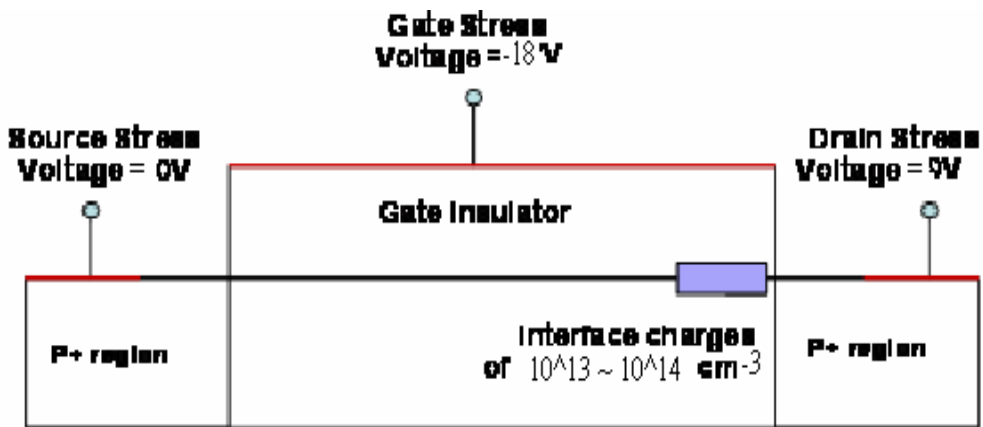 Gate Stress
Voltage =-18 V
Source Stress
Voltage = 0V
Drain Stress
Voltage = 9V
Gate Insulator
Interface charges
of 10^13 ~ 10^14 cm-3
P+ region
P+ region